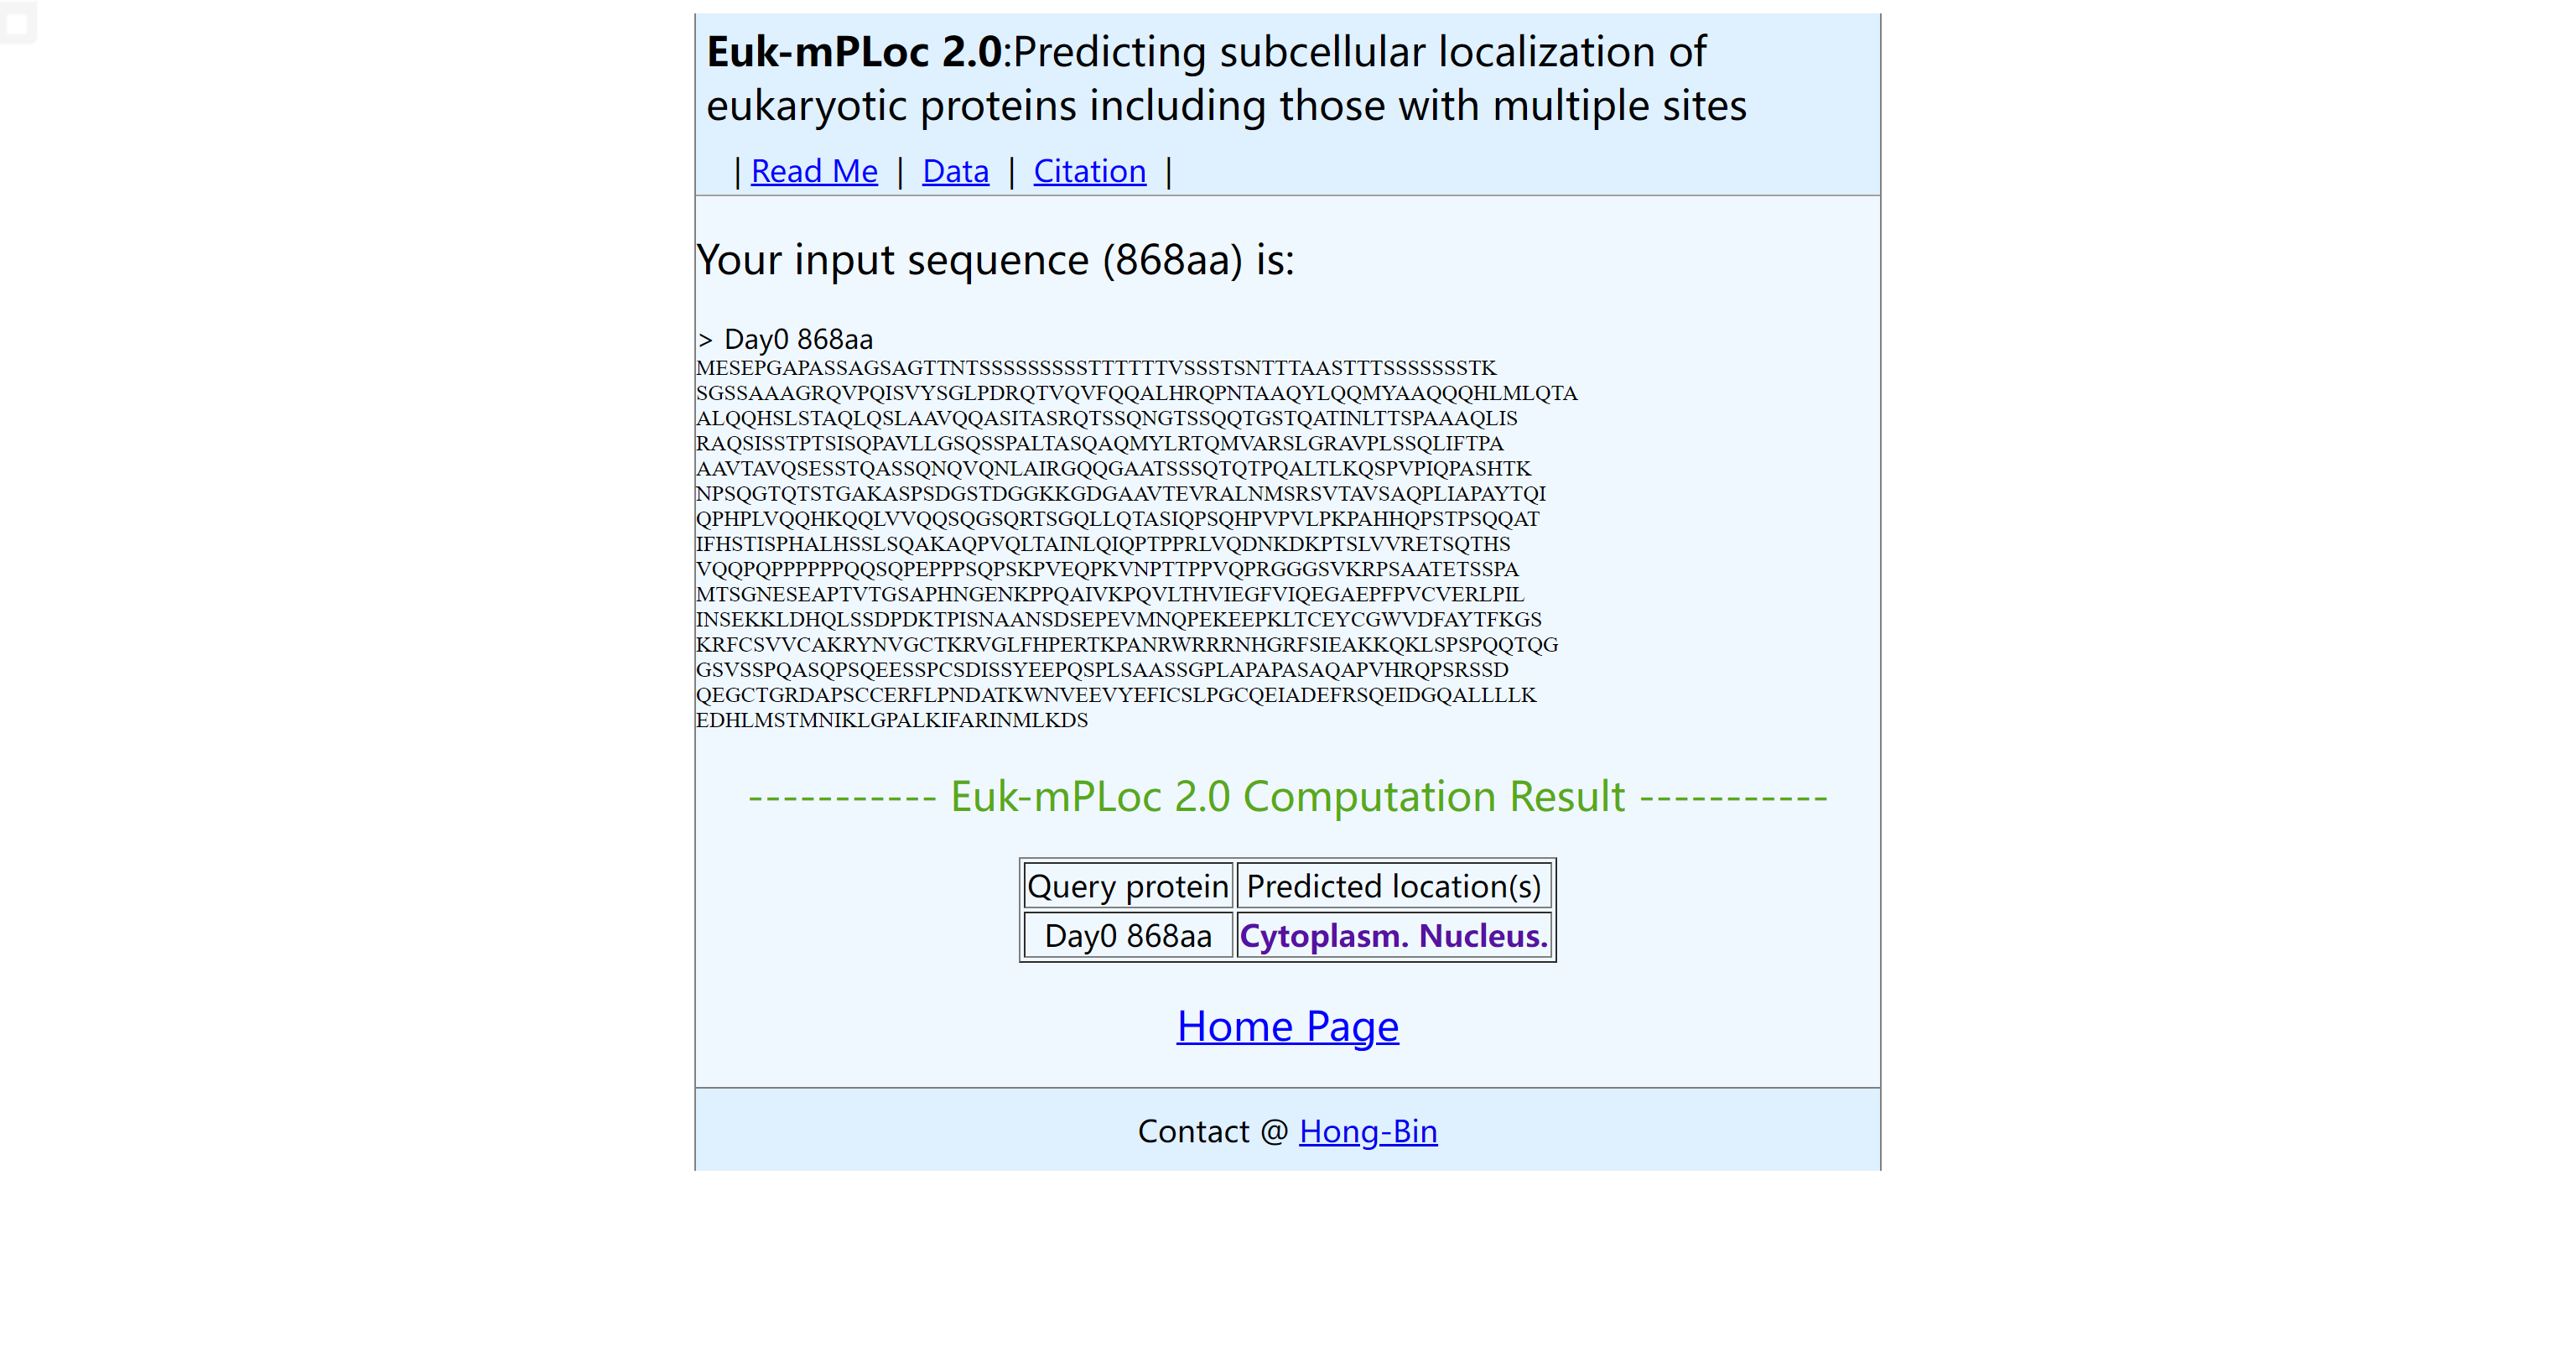 Euk-mPLoc 2.0:Predicting subcellular localization of
eukaryotic proteins including those with multiple sites
| Read Me | Data | Citation |
Your input sequence (868aa) is:
> Day0 868aa
MESEPGAPASSAGSAGTTNTSSSSSSSSSTTTTTTVSSSTSNTTTAASTTTSSSSSSSTK
SGSSAAAGRQVPQISVYSGLPDRQTVQVFQQALHRQPNTAAQYLQQMYAAQQQHLMLQTA
ALQQHSLSTAQLQSLAAVQQASITASRQTSSQNGTSSQQTGSTQATINLTTSPAAAQLIS
RAQSISSTPTSISQPAVLLGSQSSPALTASQAQMYLRTQMVARSLGRAVPLSSQLIFTPA
AAVTAVQSESSTQASSQNQVQNLAIRGQQGAATSSSQTQTPQALTLKQSPVPIQPASHTK
NPSQGTQTSTGAKASPSDGSTDGGKKGDGAAVTEVRALNMSRSVTAVSAQPLIAPAYTQI
QPHPLVQQHKQQLVVQQSQGSQRTSGQLLQTASIQPSQHPVPVLPKPAHHQPSTPSQQAT
IFHSTISPHALHSSLSQAKAQPVQLTAINLQIQPTPPRLVQDNKDKPTSLVVRETSQTHS
VQQPQPPPPPPQQSQPEPPPSQPSKPVEQPKVNPTTPPVQPRGGGSVKRPSAATETSSPA
MTSGNESEAPTVTGSAPHNGENKPPQAIVKPQVLTHVIEGFVIQEGAEPFPVCVERLPIL
INSEKKLDHQLSSDPDKTPISNAANSDSEPEVMNQPEKEEPKLTCEYCGWVDFAYTFKGS
KRFCSVVCAKRYNVGCTKRVGLFHPERTKPANRWRRRNHGRFSIEAKKQKLSPSPQQTQG
GSVSSPQASQPSQEESSPCSDISSYEEPQSPLSAASSGPLAPAPASAQAPVHRQPSRSSD
QEGCTGRDAPSCCERFLPNDATKWNVEEVYEFICSLPGCQEIADEFRSQEIDGQALLLLK
EDHLMSTMNIKLGPALKIFARINMLKDS
----------- Euk-mPLoc 2.0 Computation Result -----------
Query protein Predicted location(s)
Day0 868aa Cytoplasm. Nucleus.
Home Page
Contact @ Hong-Bin